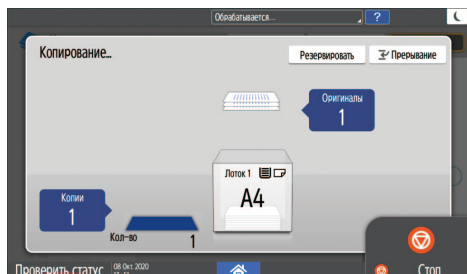 Обрабатывается...
?
Копирование...
Резервировать
Прерывание
Оригиналы
1
Лоток 1
A4
Копии
1
Кол-во 1
Проверить статус
08 Окт 2020
Стоп